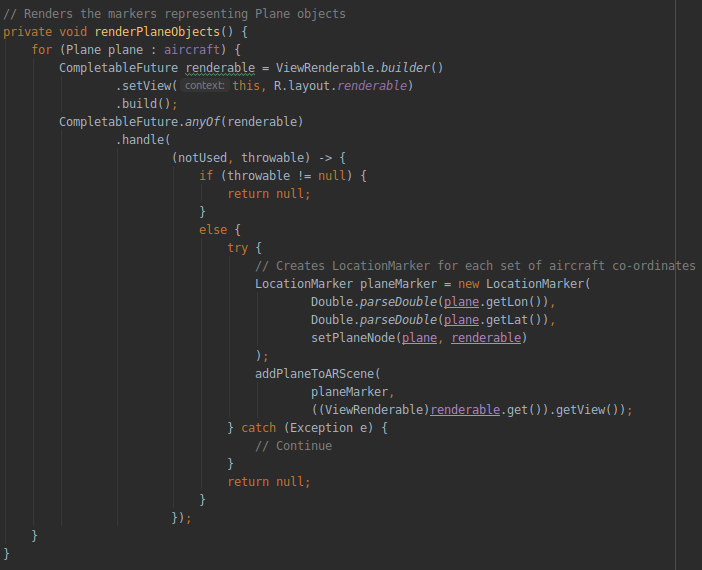 // Renders the markers representing Plane objects
private void renderPlaneObjects() {
    for (Plane plane : aircraft) {
        CompletableFuture renderable = ViewRenderable.builder()
                .setView( context: this, R.layout.renderable)
                .build();
        CompletableFuture.anyOf(renderable)
                .handle(
                        (notUsed, throwable) -> {
                            if (throwable != null) {
                                return null;
                            }
                            else {
                                try {
                                    // Creates LocationMarker for each set of aircraft co-ordinates
                                    LocationMarker planeMarker = new LocationMarker(
                                            Double.parseDouble(plane.getLon()),
                                            Double.parseDouble(plane.getLat()),
                                            setPlaneNode(plane, renderable)
                                    );
                                    addPlaneToARScene(
                                            planeMarker,
                                            ((ViewRenderable)renderable.get()).getView());
                                } catch (Exception e) {
                                    // Continue
                                }
                                return null;
                            }
                        });
    }
}